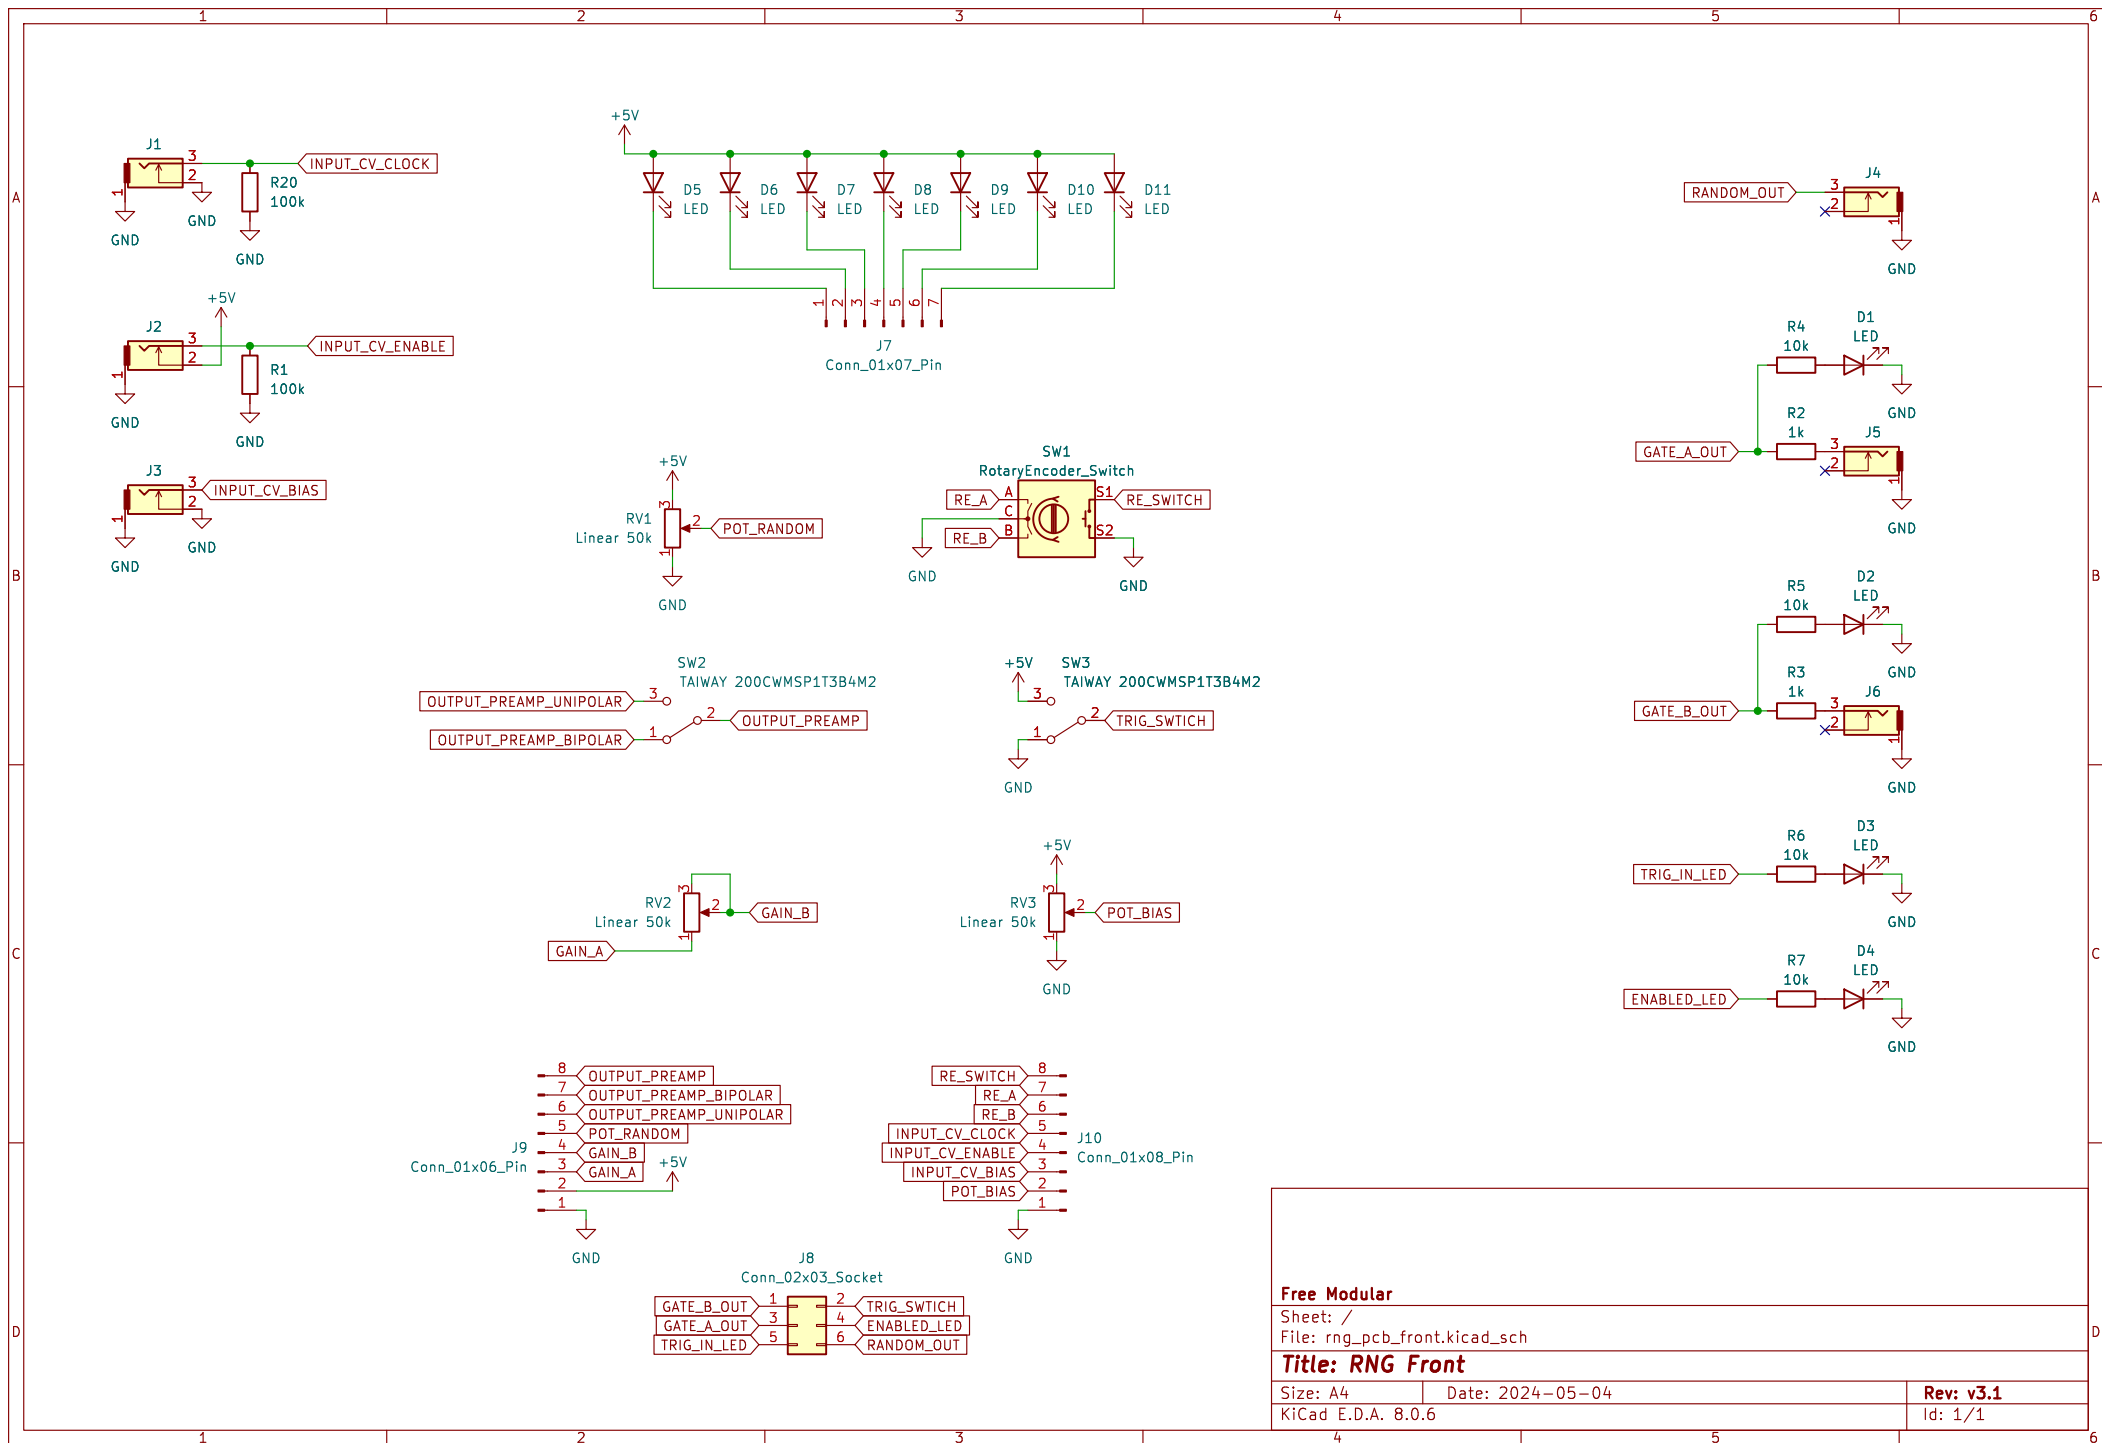 1 2 3 4 5 6
A
B
C
D
J1
3
2
1
GND
GND
INPUT_CV_CLOCK
R20
100k
GND
+5V
J2
3
2
1
GND
INPUT_CV_ENABLE
R1
100k
GND
J3
3
2
1
GND
GND
INPUT_CV_BIAS
+5V
D5
LED
D6
LED
D7
LED
D8
LED
D9
LED
D10
LED
D11
LED
1 2 3 4 5 6 7
J7
Conn_01x07_Pin
+5V
3
RV1
Linear 50k
2
POT_RANDOM
1
GND
SW1
RotaryEncoder_Switch
RE_A
A
C
RE_B
B
S1
RE_SWITCH
S2
GND
GND
SW2
TAIWAY 200CWMSP1T3B4M2
OUTPUT_PREAMP_UNIPOLAR
3
2
OUTPUT_PREAMP
OUTPUT_PREAMP_BIPOLAR
1
+5V
SW3
TAIWAY 200CWMSP1T3B4M2
3
2
TRIG_SWTICH
1
GND
3
RV2
Linear 50k
2
GAIN_B
1
GAIN_A
+5V
3
RV3
Linear 50k
2
POT_BIAS
1
GND
J9
Conn_01x06_Pin
8 OUTPUT_PREAMP
7 OUTPUT_PREAMP_BIPOLAR
6 OUTPUT_PREAMP_UNIPOLAR
5 POT_RANDOM
4 GAIN_B
3 GAIN_A
2
+5V
1
GND
RE_SWITCH 8
RE_A 7
RE_B 6
INPUT_CV_CLOCK 5
INPUT_CV_ENABLE 4
INPUT_CV_BIAS 3
POT_BIAS 2
1
GND
J10
Conn_01x08_Pin
J8
Conn_02x03_Socket
GATE_B_OUT 1 2 TRIG_SWTICH
GATE_A_OUT 3 4 ENABLED_LED
TRIG_IN_LED 5 6 RANDOM_OUT
RANDOM_OUT
J4
3
2
1
GND
R4
10k
D1
LED
GND
GATE_A_OUT
R2
1k
J5
3
2
1
GND
R5
10k
D2
LED
GND
GATE_B_OUT
R3
1k
J6
3
2
1
GND
TRIG_IN_LED
R6
10k
D3
LED
GND
ENABLED_LED
R7
10k
D4
LED
GND
A
B
C
D
Free Modular
Sheet: /
File: rng_pcb_front.kicad_sch
Title: RNG Front
Size: A4
Date: 2024-05-04
Rev: v3.1
KiCad E.D.A. 8.0.6
Id: 1/1
1 2 3 4 5 6